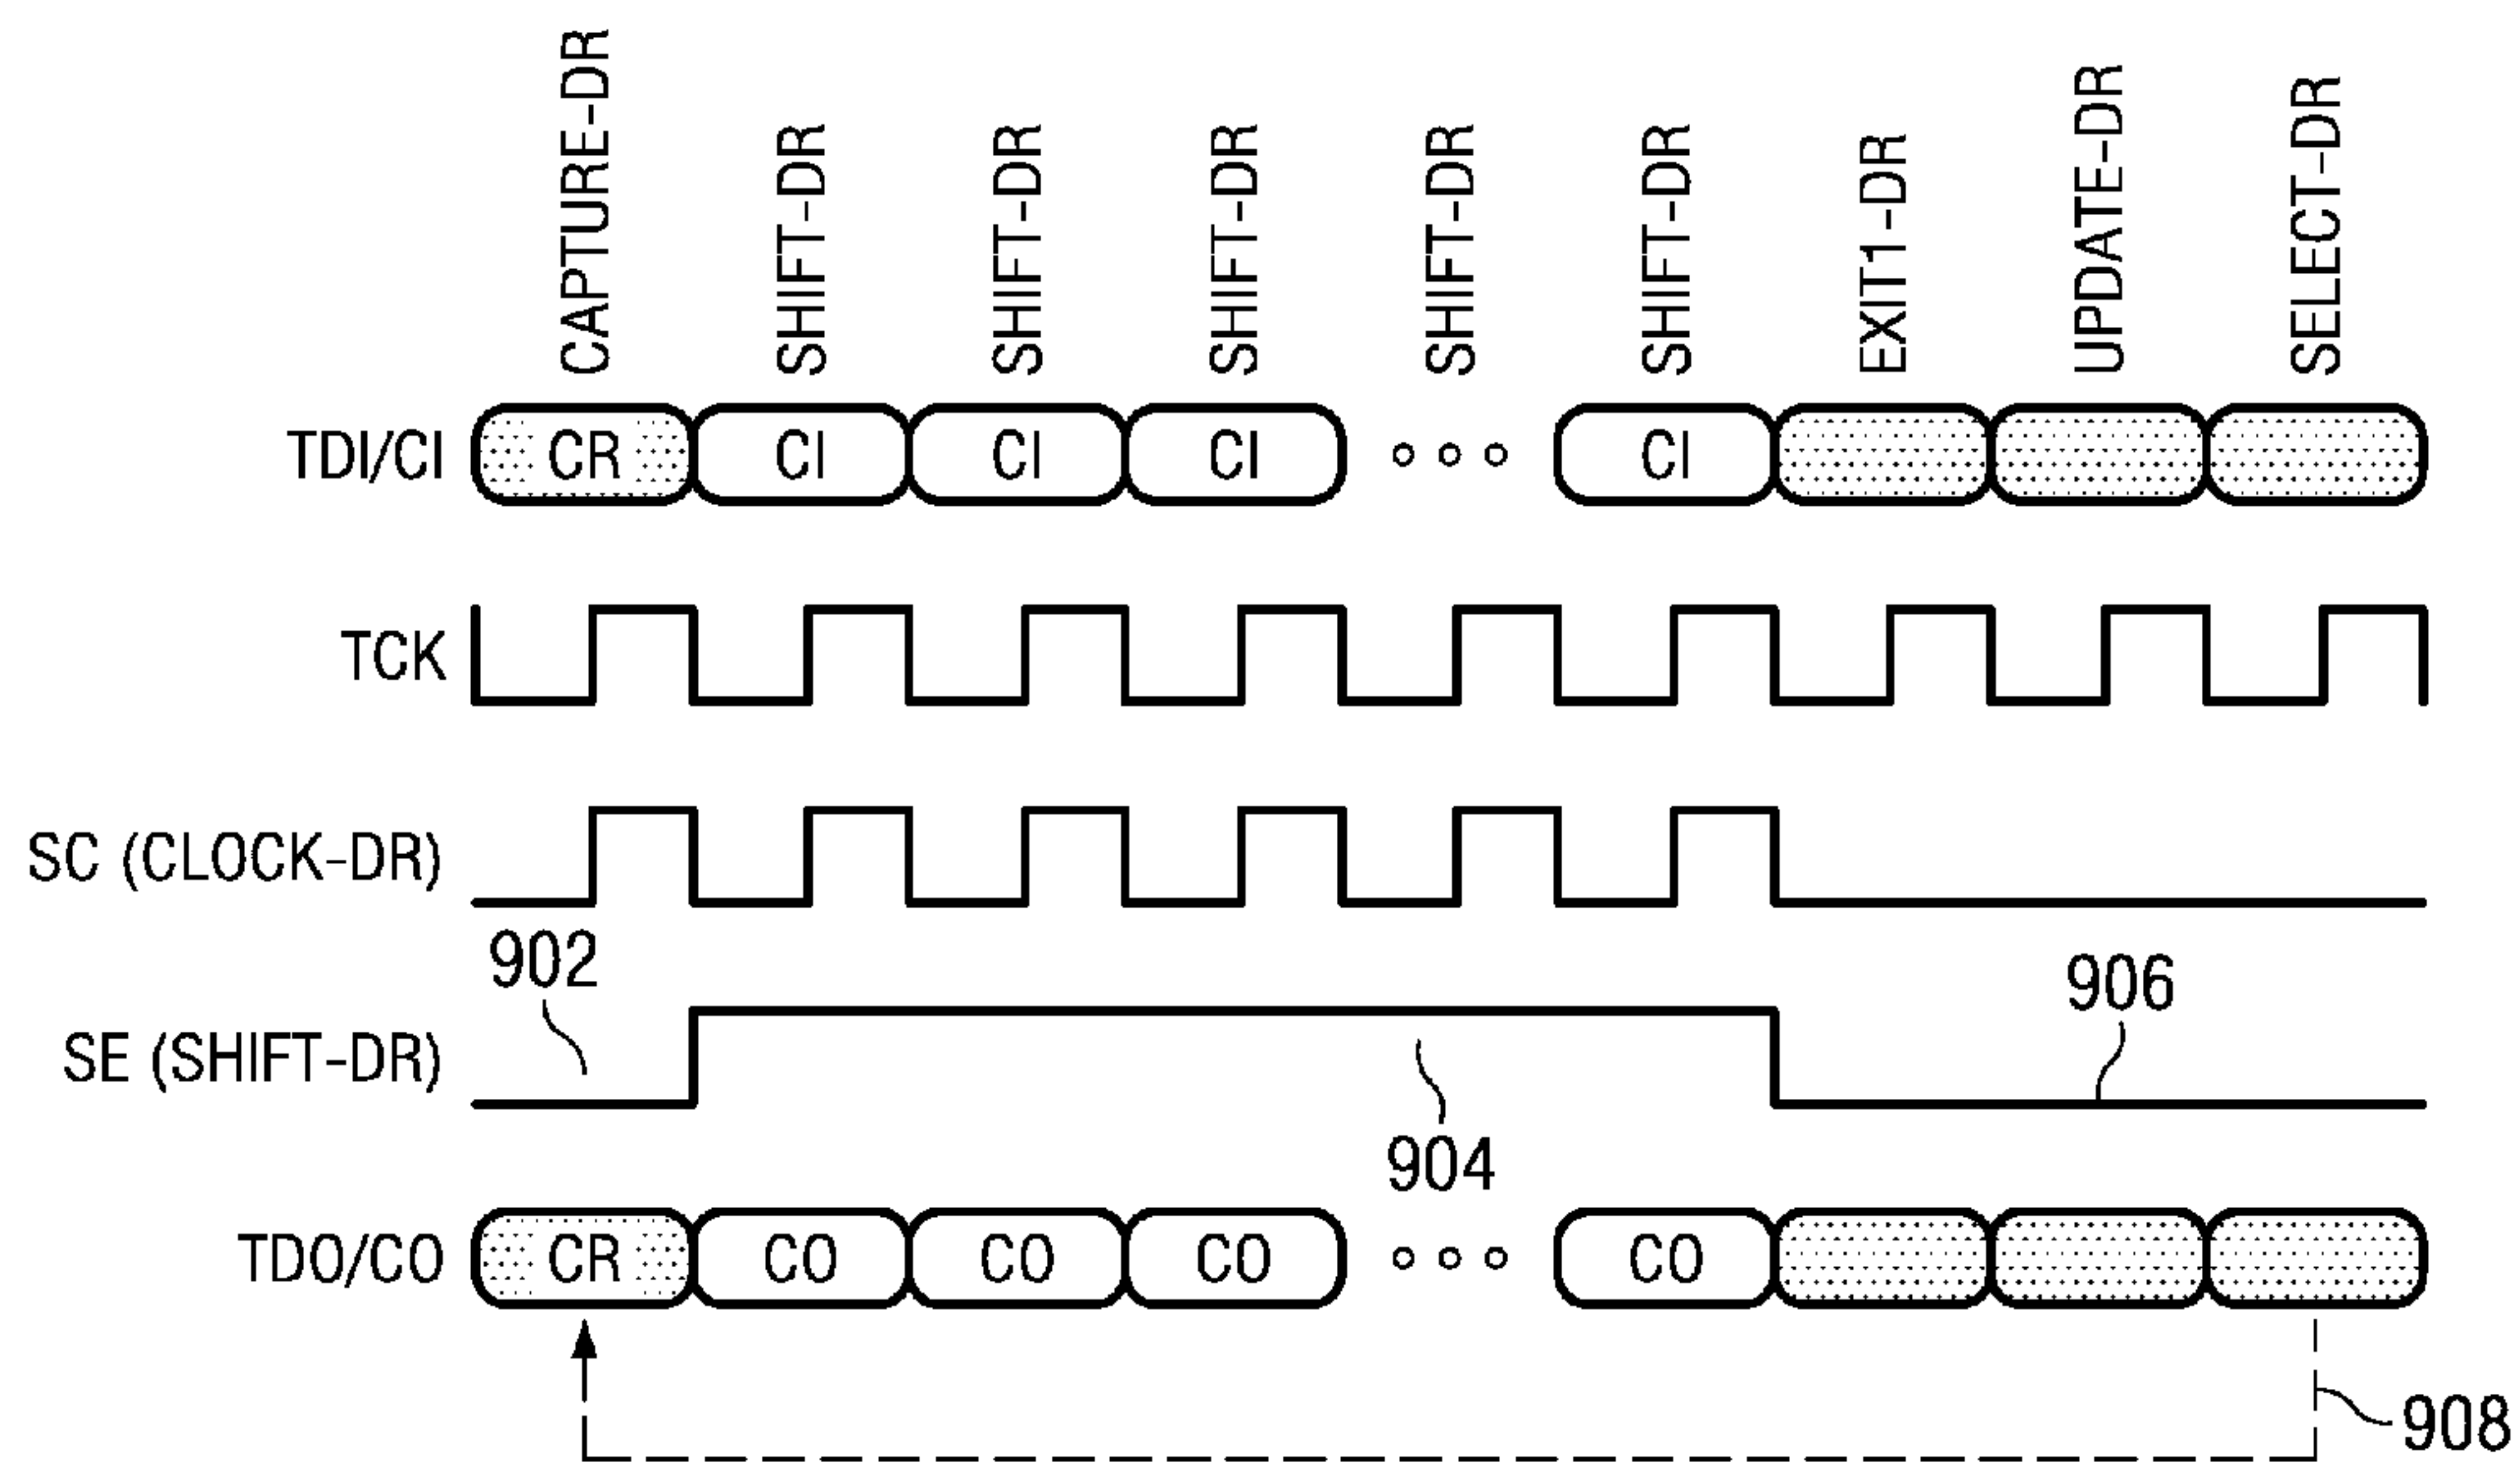 CAPTURE-DR
SHIFT-DR
SHIFT-DR
SHIFT-DR
SHIFT-DR
SHIFT-DR
EXIT1-DR
UPDATE-DR
SELECT-DR
TDI/CI CR CI CI CI CI
TCK
SC (CLOCK-DR)
902
906
SE (SHIFT-DR)
904
TDO/CO CR CO CO CO CO
908